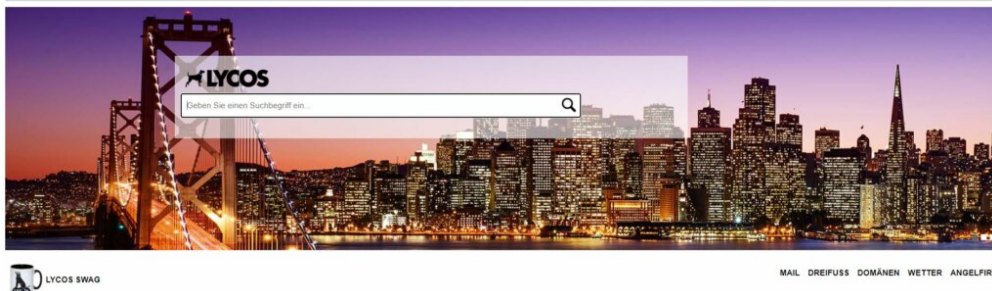 LYCOS
Geben Sie einen Suchbegriff ein...
LYCOS SWAG
MAIL DREIFUSS DOMÄNEN WETTER ANGELFIR